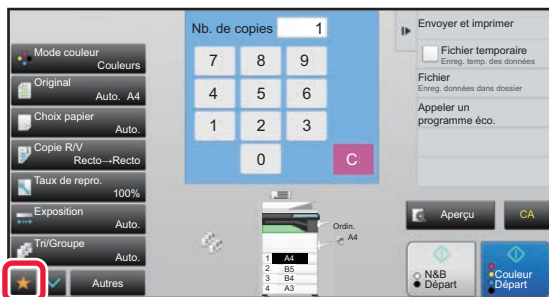 Nb. de copies 1
7 8 9
4 5 6
1 2 3
0 C
Mode couleur
Couleurs
Original
Auto. A4
Choix papier
Auto.
Copie R/V
Recto→Recto
Taux de repro.
100%
Exposition
Auto.
Tri/Groupe
Auto.
Autres
Ordin.
A4
1 A4
2 B5
3 B4
4 A3
Envoyer et imprimer
Fichier temporaire
Enreg. temp. des données
Fichier
Enreg. données dans dossier
Appeler un
programme éco.
Aperçu
CA
N&B
Départ
Couleur
Départ